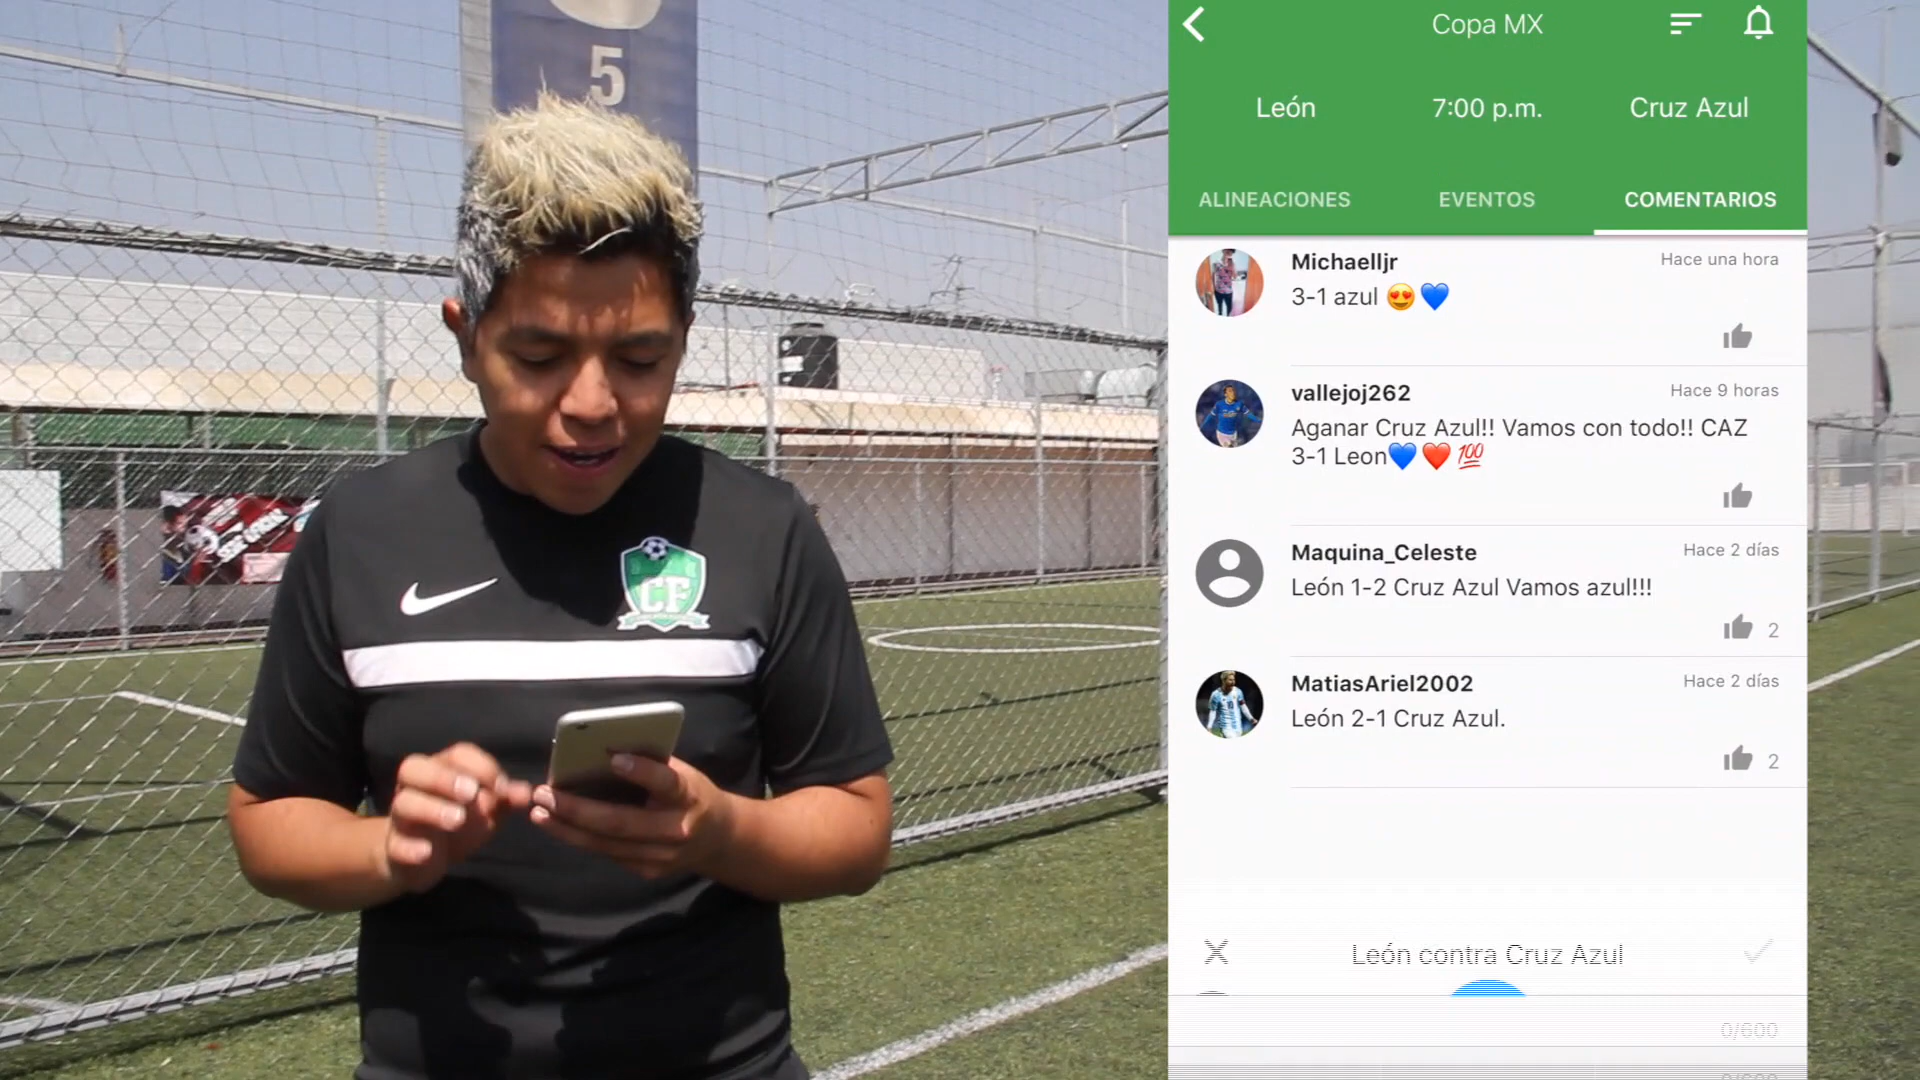 5
CF
Copa MX
León
7:00 p.m.
Cruz Azul
ALINEACIONES
EVENTOS
COMENTARIOS
Michaelljr
Hace una hora
3-1 azul 😍💙
vallejoj262
Hace 9 horas
Aganar Cruz Azul!! Vamos con todo!! CAZ
3-1 Leon💙❤️💯
Maquina_Celeste
Hace 2 días
León 1-2 Cruz Azul Vamos azul!!!
2
MatiasAriel2002
Hace 2 días
León 2-1 Cruz Azul.
2
León contra Cruz Azul
0/600